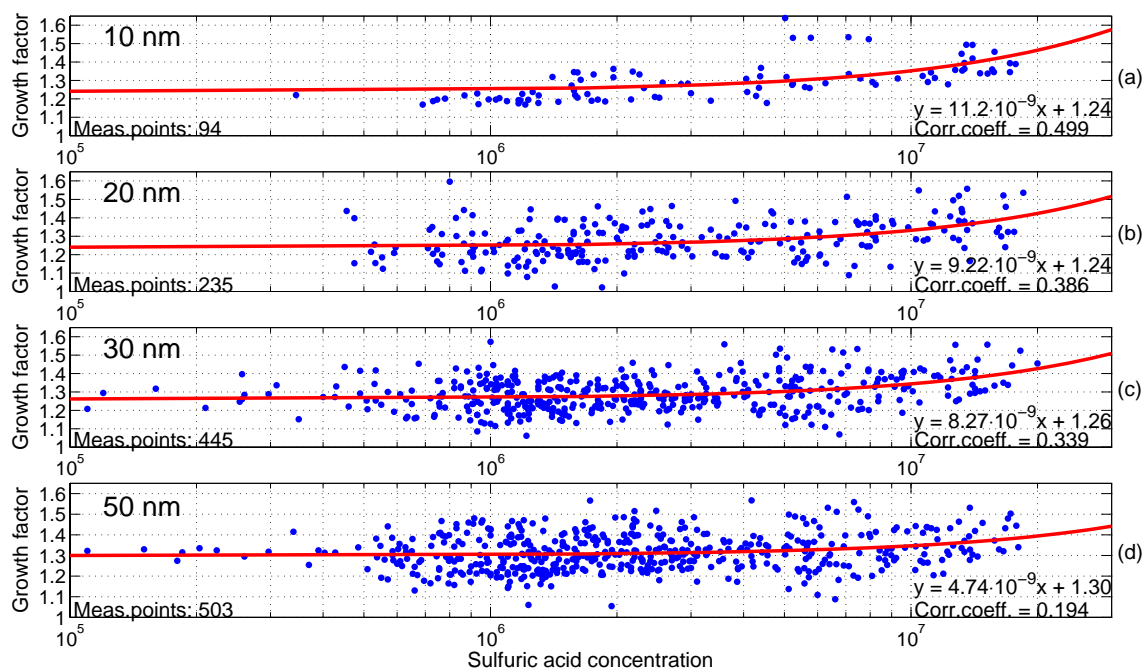 1.6
1.5
1.4
1.3
1.2
1.1
1
Growth factor
10 nm
(a)
Meas.points: 94
y = 11.2·10⁻⁹x + 1.24
Corr.coeff. = 0.499
10⁵ 10⁶ 10⁷
1.6
1.5
1.4
1.3
1.2
1.1
1
Growth factor
20 nm
(b)
Meas.points: 235
y = 9.22·10⁻⁹x + 1.24
Corr.coeff. = 0.386
10⁵ 10⁶ 10⁷
1.6
1.5
1.4
1.3
1.2
1.1
1
Growth factor
30 nm
(c)
Meas.points: 445
y = 8.27·10⁻⁹x + 1.26
Corr.coeff. = 0.339
10⁵ 10⁶ 10⁷
1.6
1.5
1.4
1.3
1.2
1.1
1
Growth factor
50 nm
(d)
Meas.points: 503
y = 4.74·10⁻⁹x + 1.30
Corr.coeff. = 0.194
10⁵ 10⁶ 10⁷
Sulfuric acid concentration